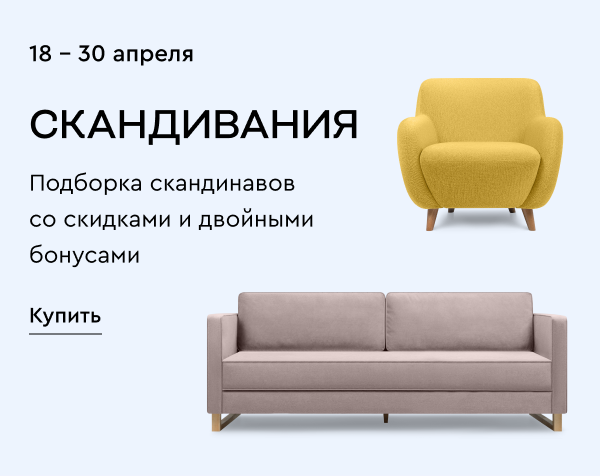 18 – 30 апреля
СКАНДИВАНИЯ
Подборка скандинавов
со скидками и двойными
бонусами
Купить